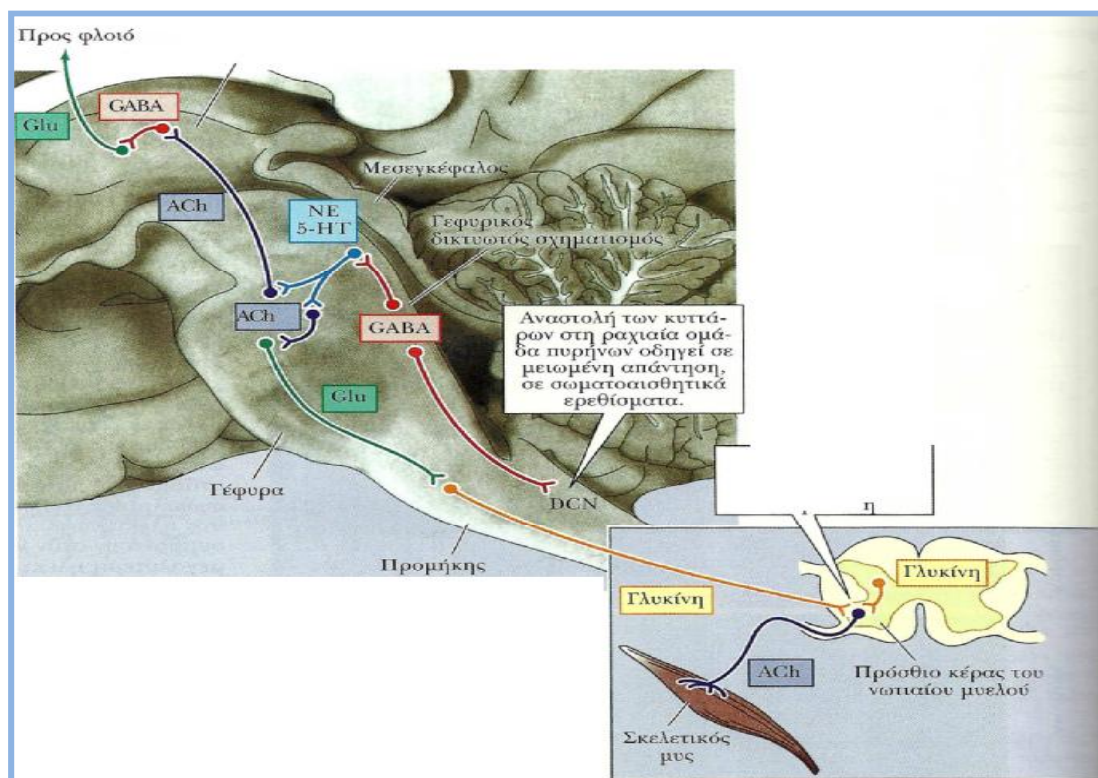 Προς φλοιό
GABA
Glu
Μεσεγκέφαλος
ACh
NE
5-HT
Γεφυρικός
δικτυωτός σχηματισμός
ACh
GABA
Αναστολή των κυττά-
ρων στη ραχιαία ομά-
δα πυρήνων οδηγεί σε
μειωμένη απάντηση,
σε σωματοαισθητικά
ερεθίσματα.
Glu
Γέφυρα
DCN
η
Προμήκης
Γλυκίνη
Γλυκίνη
ACh
Πρόσθιο κέρας του
νωτιαίου μυελού
Σκελετικός
μυς